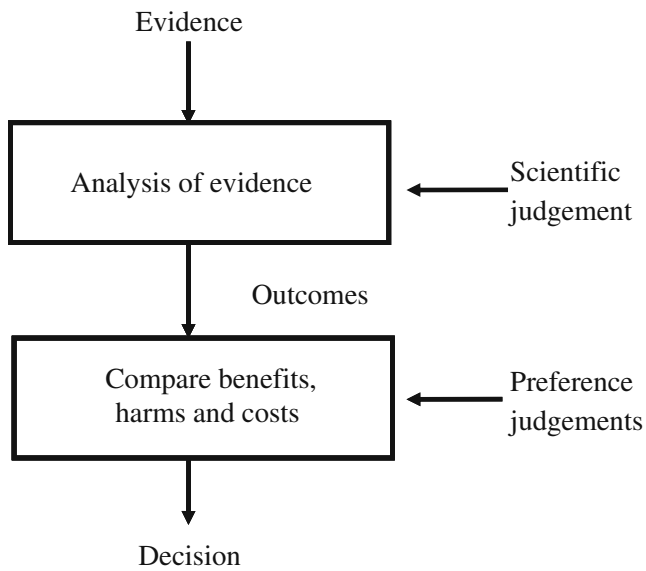 Evidence
Analysis of evidence
Scientific
judgement
Outcomes
Compare benefits,
harms and costs
Preference
judgements
Decision